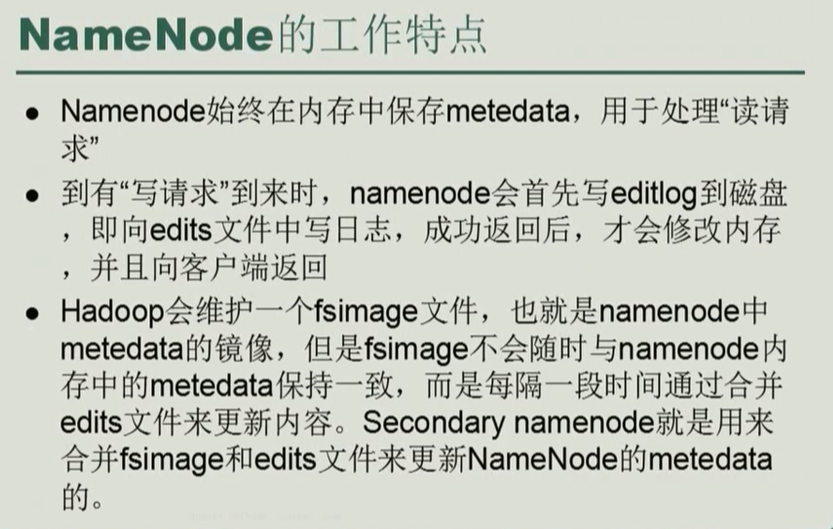 NameNode的工作特点
● Namenode始终在内存中保存metedata，用于处理“读请
求”
● 到有“写请求”到来时，namenode会首先写editlog到磁盘
，即向edits文件中写日志，成功返回后，才会修改内存
，并且向客户端返回
● Hadoop会维护一个fsimage文件，也就是namenode中
metedata的镜像，但是fsimage不会随时与namenode内
存中的metedata保持一致，而是每隔一段时间通过合并
edits文件来更新内容。Secondary namenode就是用来
合并fsimage和edits文件来更新NameNode的metedata
的。